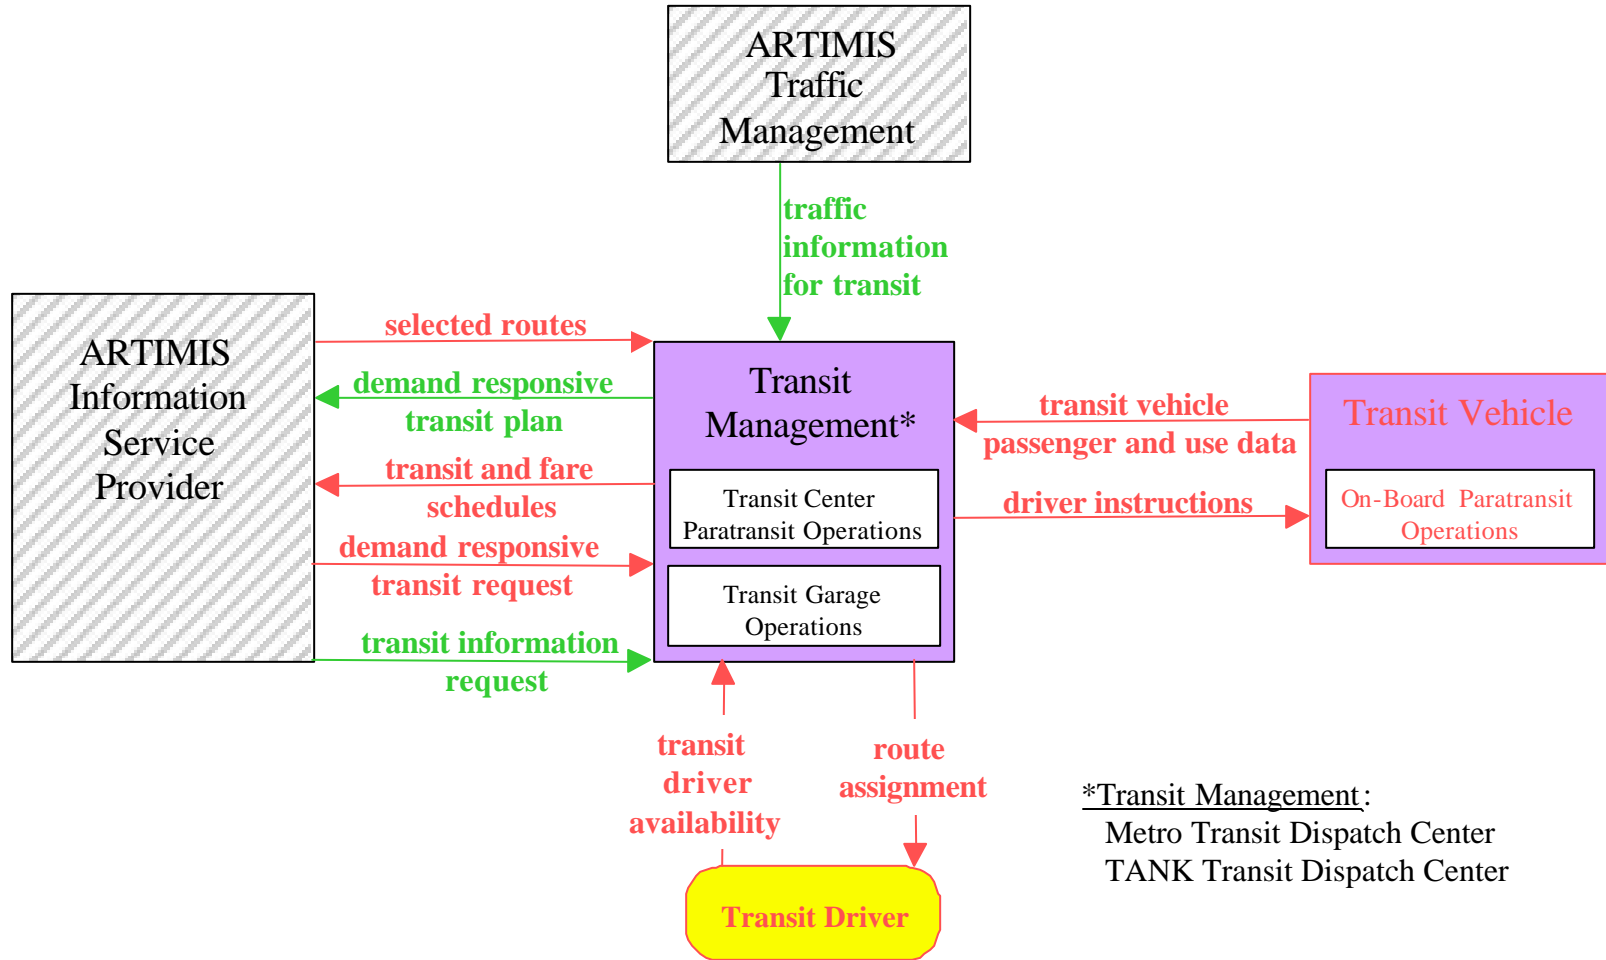 ARTIMIS
Traffic
Management
traffic
information
for transit
ARTIMIS
Information
Service
Provider
selected routes
demand responsive
transit plan
transit and fare
schedules
demand responsive
transit request
transit information
request
Transit
Management*
Transit Center
Paratransit Operations
Transit Garage
Operations
transit vehicle
passenger and use data
driver instructions
Transit Vehicle
On-Board Paratransit
Operations
transit
driver
availability
route
assignment
Transit Driver
*Transit Management:
Metro Transit Dispatch Center
TANK Transit Dispatch Center